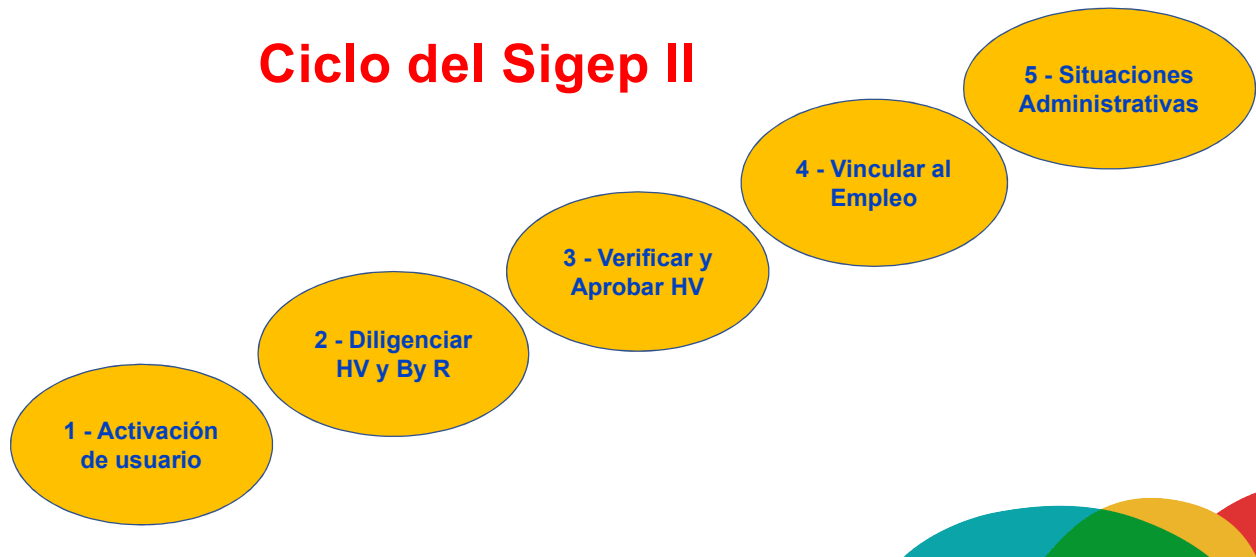 Ciclo del Sigep II
1 - Activación
de usuario
2 - Diligenciar
HV y By R
3 - Verificar y
Aprobar HV
4 - Vincular al
Empleo
5 - Situaciones
Administrativas